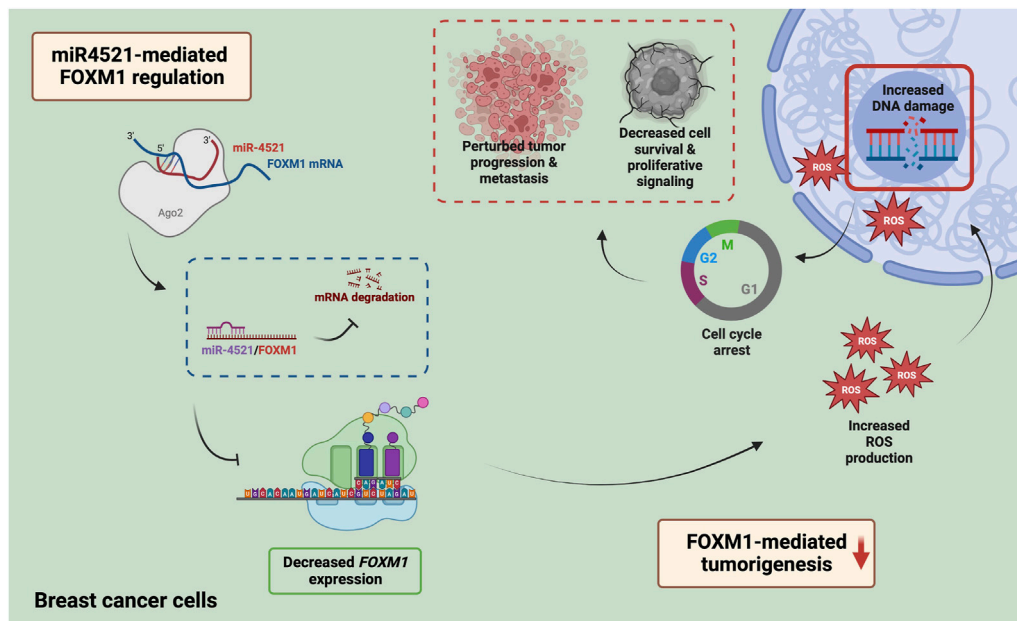 miR4521-mediated
FOXM1 regulation
3'
5'
3'
miR-4521
FOXM1 mRNA
Ago2
mRNA degradation
miR-4521/FOXM1
UGCACAAUGAUCAUCGUCUAGAU
CAGAUC
Decreased FOXM1
expression
Breast cancer cells
Perturbed tumor
progression &
metastasis
Decreased cell
survival &
proliferative
signaling
Increased
DNA damage
ROS
ROS
M
G2
S
G1
Cell cycle
arrest
ROS
ROS
ROS
Increased
ROS
production
FOXM1-mediated
tumorigenesis